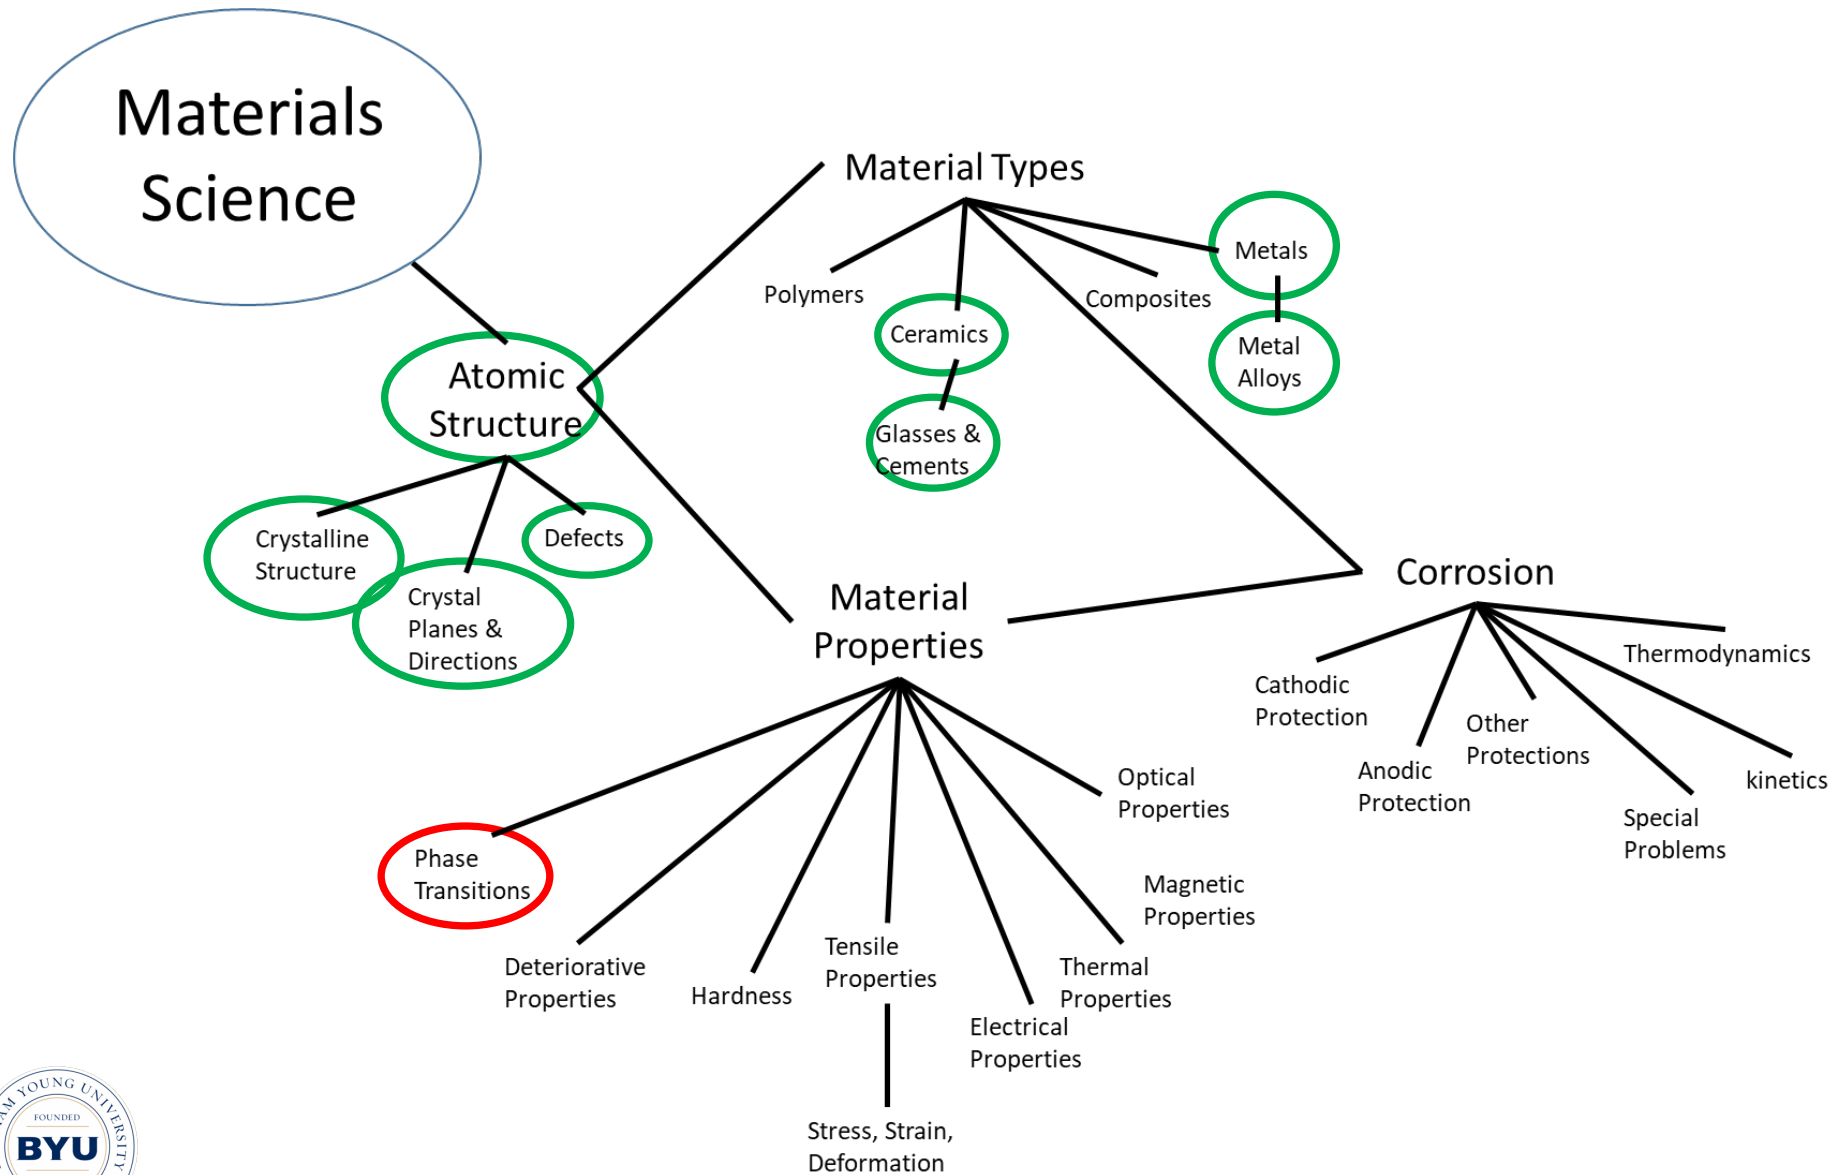 Materials
Science
Material Types
Metals
Polymers
Composites
Ceramics
Metal
Alloys
Glasses &
Cements
Atomic
Structure
Crystalline
Structure
Defects
Crystal
Planes &
Directions
Material
Properties
Corrosion
Thermodynamics
Cathodic
Protection
Other
Protections
Anodic
Protection
kinetics
Special
Problems
Optical
Properties
Phase
Transitions
Magnetic
Properties
Deteriorative
Properties
Hardness
Tensile
Properties
Thermal
Properties
Electrical
Properties
Stress, Strain,
Deformation
YOUNG UNIVERSITY
FOUNDED
BYU